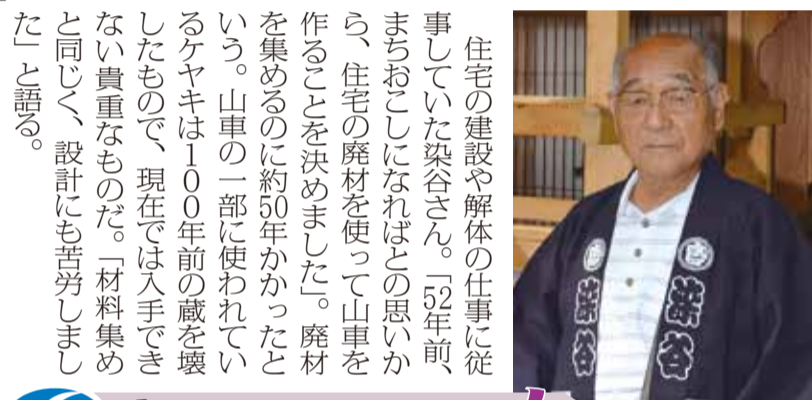 住宅の建設や解体の仕事に従
事していた染谷さん。「52年前、
まちおこしになればとの思いか
ら、住宅の廃材を使って山車を
作ることを決めました」。廃材
を集めるのに約50年かかったと
いう。山車の一部に使われてい
るケヤキは100年前の蔵を壊
したもので、現在では入手でき
ない貴重なものだ。「材料集め
と同じく、設計にも苦労しまし
た」と語る。
染谷
染谷